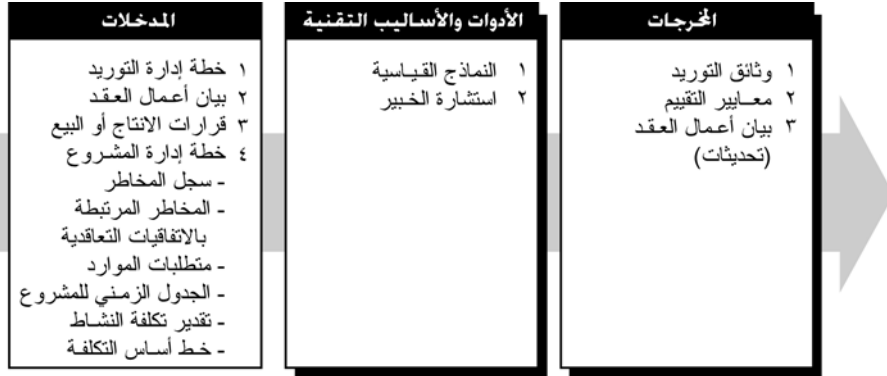 المدخلات
١ خطة إدارة التوريد
٢ بيان أعمال العقد
٣ قرارات الانتاج أو البيع
٤ خطة إدارة المشروع
- سجل المخاطر
- المخاطر المرتبطة
بالاتفاقيات التعاقدية
- متطلبات الموارد
- الجدول الزمني للمشروع
- تقدير تكلفة النشاط
- خط أساس التكلفة
الأدوات والأساليب التقنية
١ النماذج القياسية
٢ استشارة الخبير
المخرجات
١ وثائق التوريد
٢ معايير التقييم
٣ بيان أعمال العقد
(تحديثات)